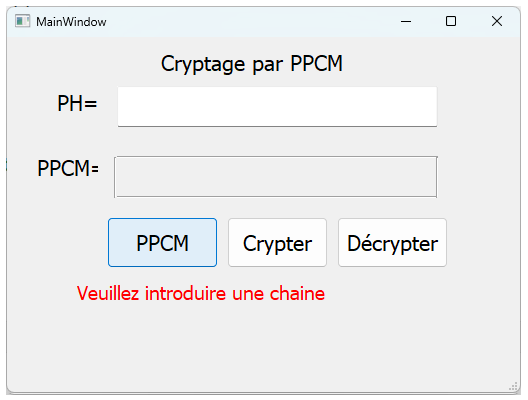 MainWindow
Cryptage par PPCM
PH=
PPCM=
PPCM Crypter Décrypter
Veuillez introduire une chaine